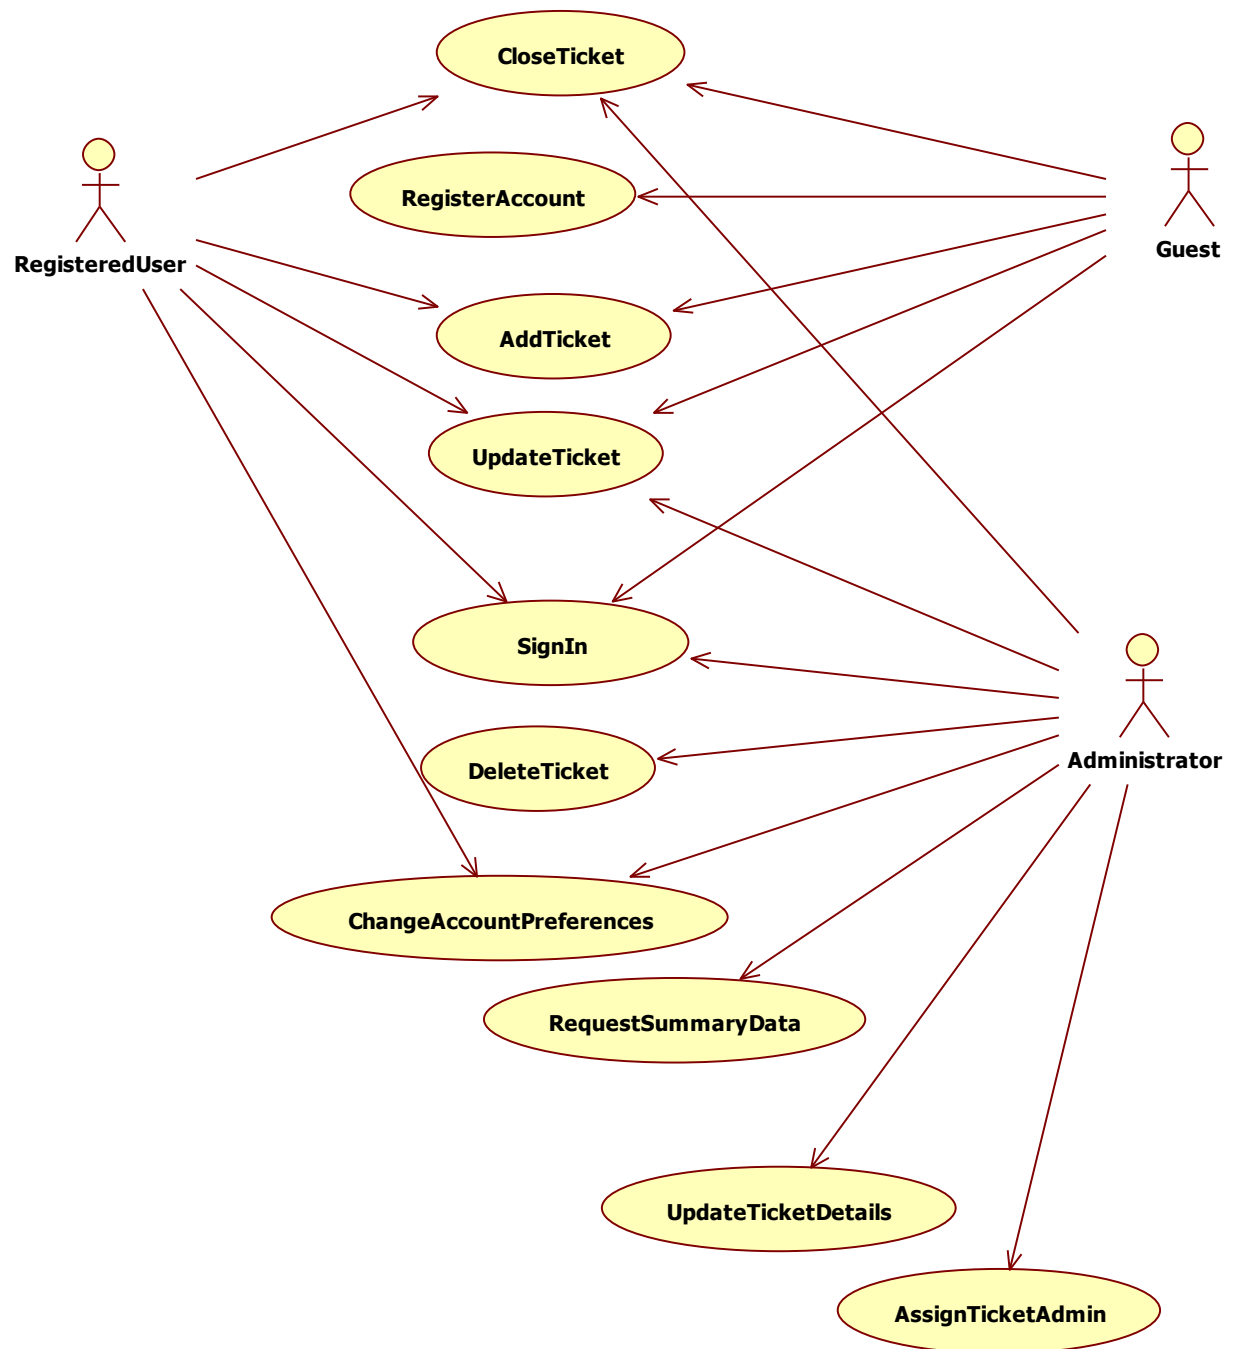 CloseTicket
RegisterAccount
Guest
RegisteredUser
AddTicket
UpdateTicket
SignIn
Administrator
DeleteTicket
ChangeAccountPreferences
RequestSummaryData
UpdateTicketDetails
AssignTicketAdmin